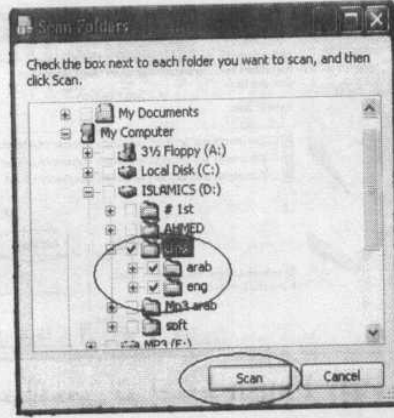 Scan Folders
Check the box next to each folder you want to scan, and then
click Scan.
My Documents
My Computer
3½ Floppy (A:)
Local Disk (C:)
ISLAMICS (D:)
# 1st
AHMED
arab
eng
Mp3 arab
soft
MP3 (E:)
Scan
Cancel